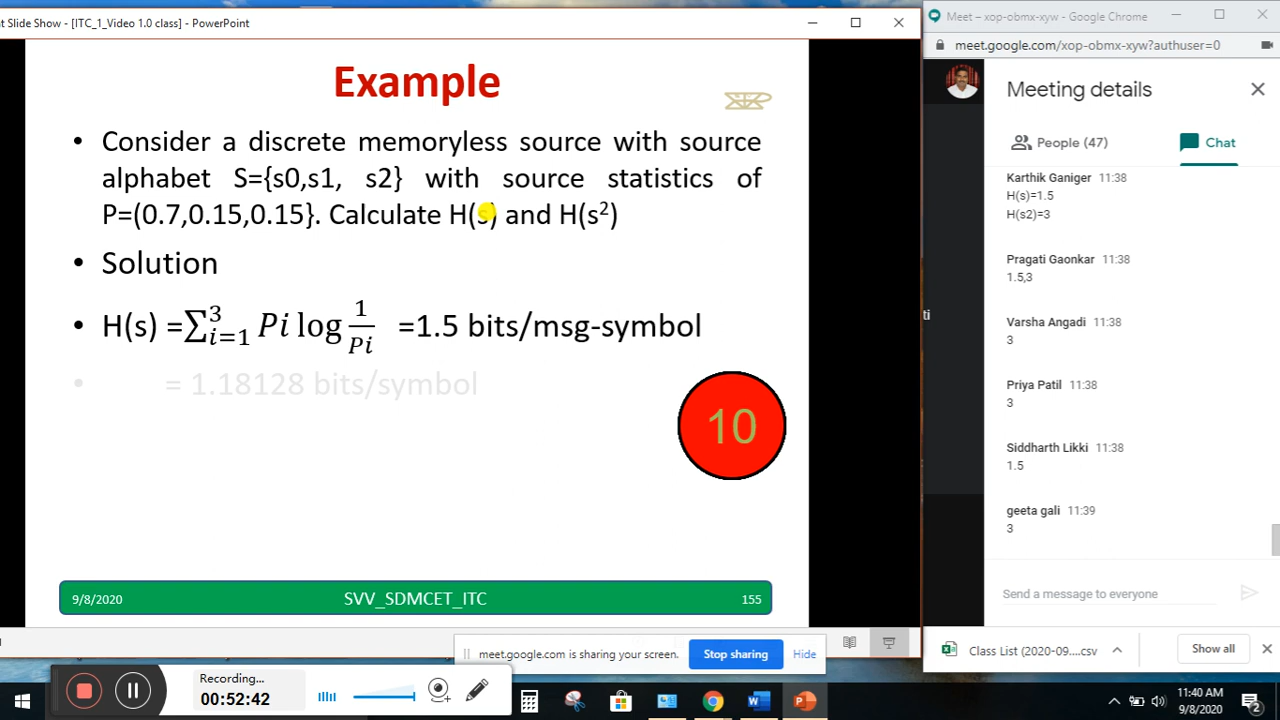 t Slide Show - [ITC_1_Video 1.0 class] - PowerPoint
Example
• Consider a discrete memoryless source with source
alphabet S={s0,s1, s2} with source statistics of
P=(0.7,0.15,0.15}. Calculate H(s) and H(s²)
• Solution
• H(s) =∑³ᵢ₌₁ Pi log 1/Pi =1.5 bits/msg-symbol
• = 1.18128 bits/symbol
10
9/8/2020 SVV_SDMCET_ITC 155
Meet – xop-obmx-xyw - Google Chrome
meet.google.com/xop-obmx-xyw?authuser=0
Meeting details
People (47) Chat
Karthik Ganiger 11:38
H(s)=1.5
H(s2)=3
Pragati Gaonkar 11:38
1.5,3
Varsha Angadi 11:38
3
Priya Patil 11:38
3
Siddharth Likki 11:38
1.5
geeta gali 11:39
3
Send a message to everyone
Class List (2020-09....csv Show all
meet.google.com is sharing your screen. Stop sharing Hide
Recording...
00:52:42
11:40 AM
9/8/2020
2